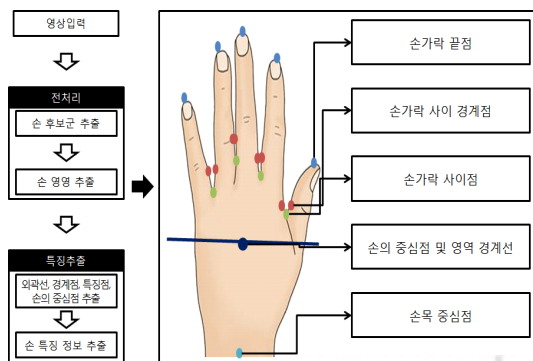 영상입력
전처리
손 후보군 추출
손 영영 추출
특징추출
외곽선, 경계점, 특징점,
손의 중심점 추출
손 특징 정보 추출
손가락 끝점
손가락 사이 경계점
손가락 사이점
손의 중심점 및 영역 경계선
손목 중심점